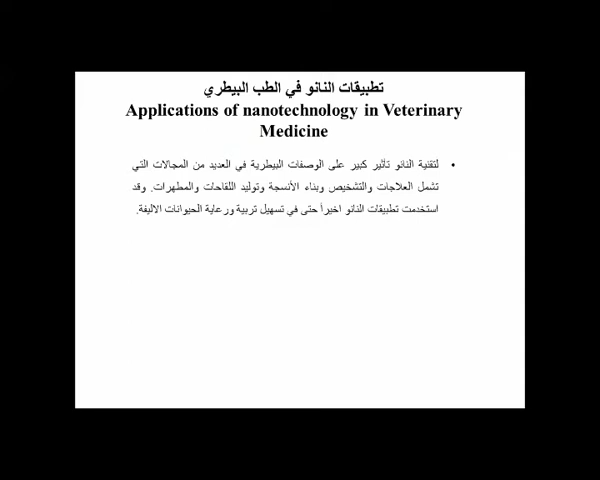 تطبيقات النانو في الطب البيطري
Applications of nanotechnology in Veterinary
Medicine
• لتقنية النانو تأثير كبير على الوصفات البيطرية في العديد من المجالات التي
تشمل العلاجات والتشخيص وبناء الأنسجة وتوليد اللقاحات والمطهرات. وقد
استخدمت تطبيقات النانو اخيراً حتى في تسهيل تربية ورعاية الحيوانات الاليفة.